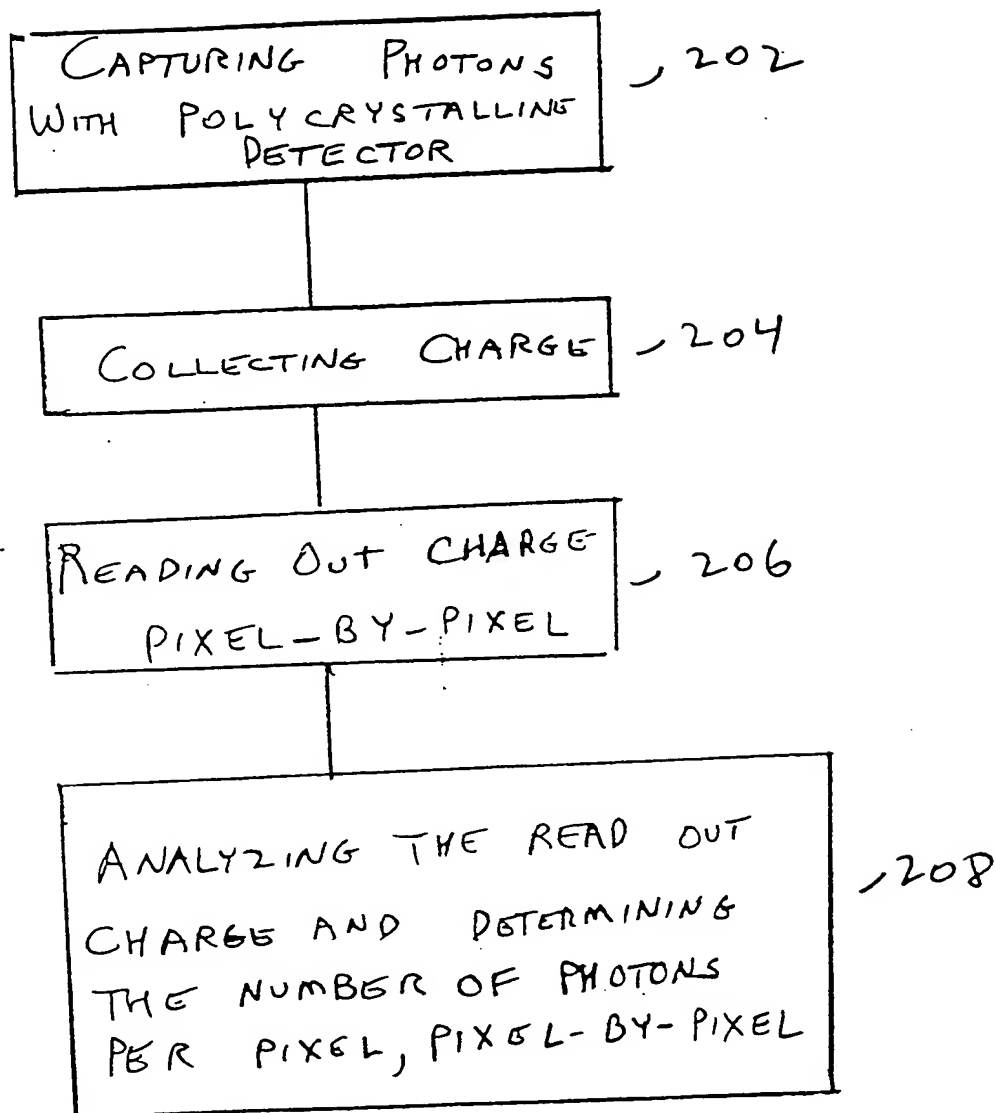 CAPTURING PHOTONS
WITH POLYCRYSTALLINE
DETECTOR
202
COLLECTING CHARGE
204
READING OUT CHARGE
PIXEL-BY-PIXEL
206
ANALYZING THE READ OUT
CHARGE AND DETERMINING
THE NUMBER OF PHOTONS
PER PIXEL, PIXEL-BY-PIXEL
208